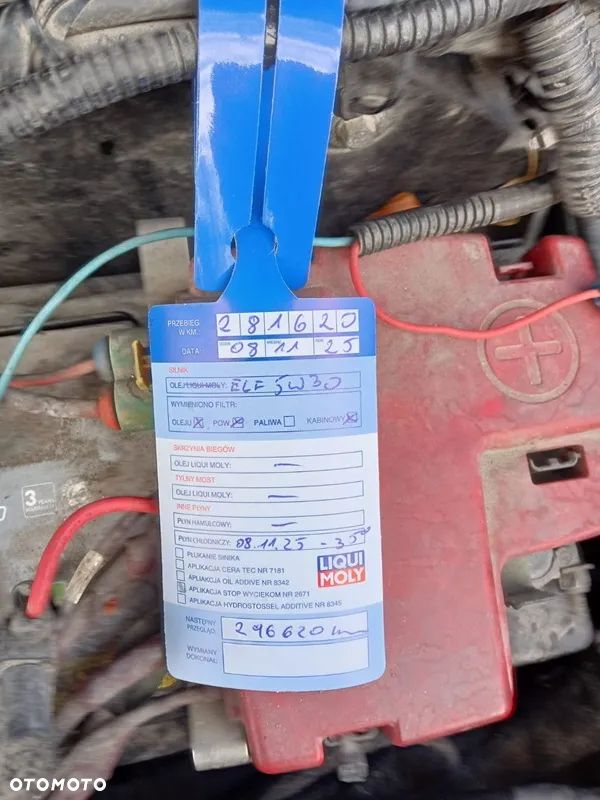 PRZEBIEG W KM.: 281620
DATA: 08 11 25
SILNIK
OLEJ LIQUI MOLY: ELF 5W30
WYMIENIONO FILTR:
OLEJU POW. PALIWA KABINOWY
SKRZYNIA BIEGÓW
OLEJ LIQUI MOLY: —
TYLNY MOST
OLEJ LIQUI MOLY: —
INNE PŁYNY
PŁYN HAMULCOWY: —
PŁYN CHŁODNICZY: 08.11.25 -35°
PŁUKANIE SILNIKA
APLIKACJA CERA TEC NR 7181
APLIAKCJA OIL ADDITIVE NR 8342
APLIKACJA STOP WYCIEKOM NR 2671
APLIKACJA HYDROSTOSSEL ADDITIVE NR 8345
LIQUI MOLY
NASTĘPNY PRZEGLĄD: 296620
WYMIANY DOKONAŁ:
3 YEARS
OTOMOTO